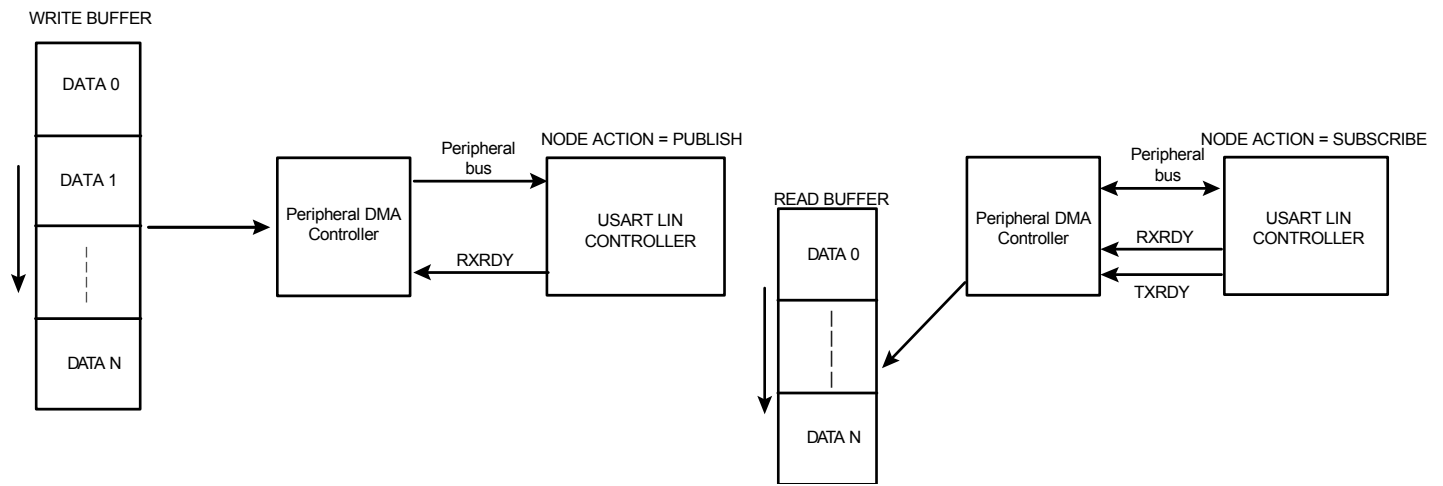 WRITE BUFFER
DATA 0
DATA 1
DATA N
Peripheral DMA
Controller
Peripheral
bus
RXRDY
NODE ACTION = PUBLISH
USART LIN
CONTROLLER
READ BUFFER
DATA 0
DATA N
Peripheral DMA
Controller
Peripheral
bus
RXRDY
TXRDY
NODE ACTION = SUBSCRIBE
USART LIN
CONTROLLER